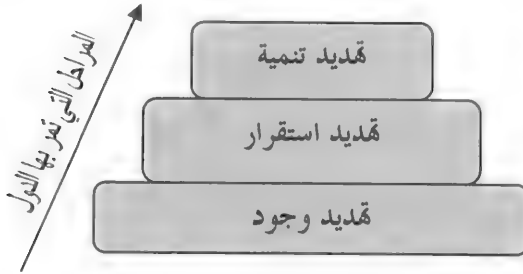 تهديد تنمية
تهديد استقرار
تهديد وجود
المراحل التي تمر بها الدول